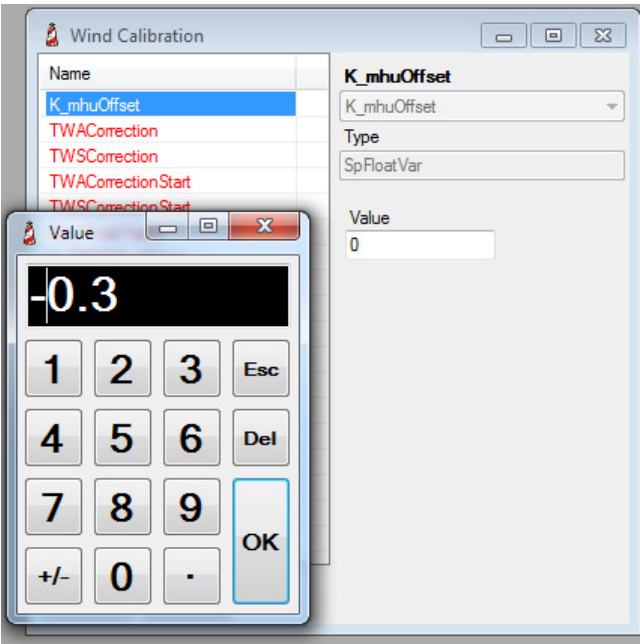 Wind Calibration
Name
K_mhuOffset
TWACorrection
TWSCorrection
TWACorrectionStart
TWSCorrectionStart
K_mhuOffset
K_mhuOffset
Type
SpFloatVar
Value
0
Value
-0.3
1 2 3 Esc
4 5 6 Del
7 8 9 OK
+/- 0 .